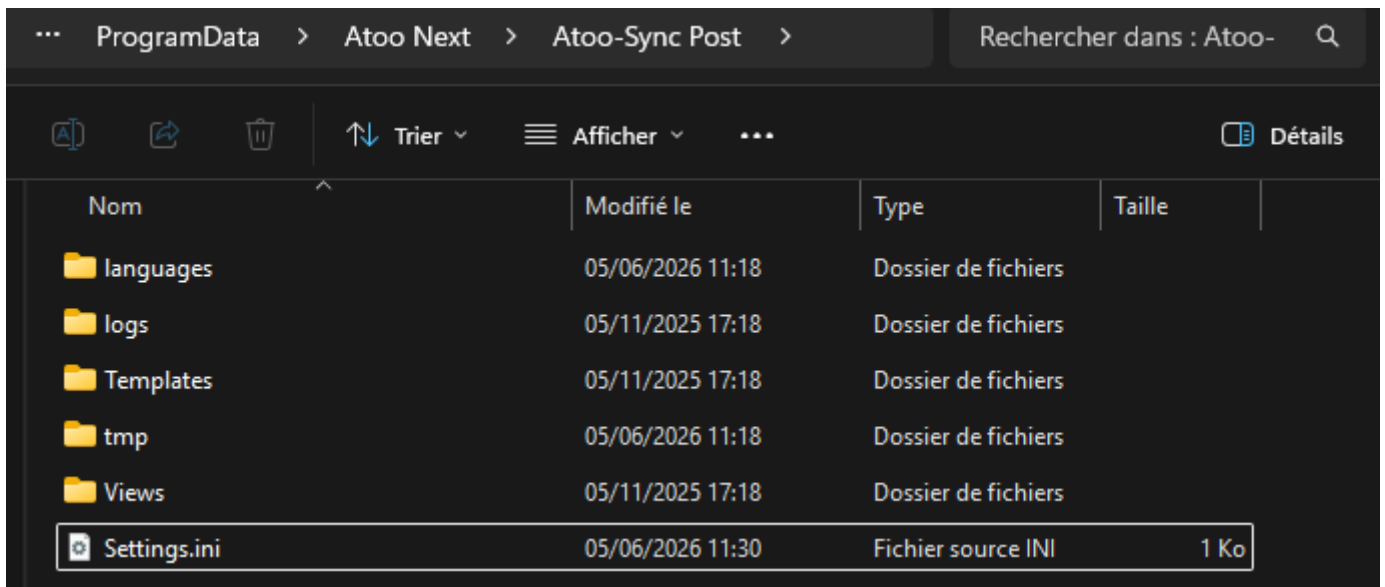 ··· ProgramData > Atoo Next > Atoo-Sync Post > Rechercher dans : Atoo-
Trier Afficher ··· Détails
Nom Modifié le Type Taille
languages 05/06/2026 11:18 Dossier de fichiers
logs 05/11/2025 17:18 Dossier de fichiers
Templates 05/11/2025 17:18 Dossier de fichiers
tmp 05/06/2026 11:18 Dossier de fichiers
Views 05/11/2025 17:18 Dossier de fichiers
Settings.ini 05/06/2026 11:30 Fichier source INI 1 Ko